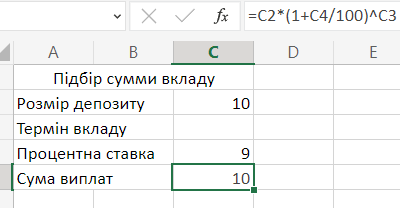 =C2*(1+C4/100)^C3
A B C D E
Підбір сумми вкладу
Розмір депозиту 10
Термін вкладу
Процентна ставка 9
Сума виплат 10